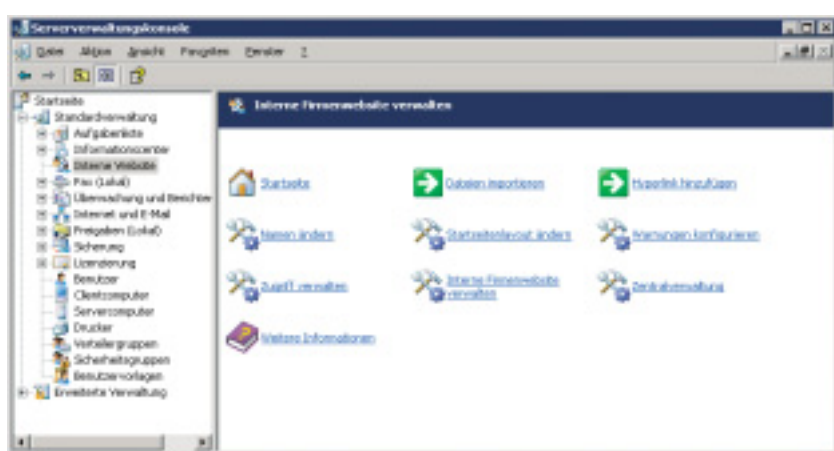 Serververwaltungskonsole
Datei Aktion Ansicht Favoriten Fenster ?
Startseite
Standardverwaltung
Aufgabenliste
Informationscenter
Interne Website
Fax (Lokal)
Überwachung und Berichter
Internet und E-Mail
Freigaben (Lokal)
Sicherung
Lizenzierung
Benutzer
Clientcomputer
Servercomputer
Drucker
Verteilergruppen
Sicherheitsgruppen
Benutzervorlagen
Erweiterte Verwaltung
Interne Firmenwebsite verwalten
Startseite
Dateien importieren
Hyperlink hinzufügen
Namen ändern
Startseitenlayout ändern
Warnungen konfigurieren
Zugriff verwalten
Interne Firmenwebsite
verwalten
Zentralverwaltung
Weitere Informationen